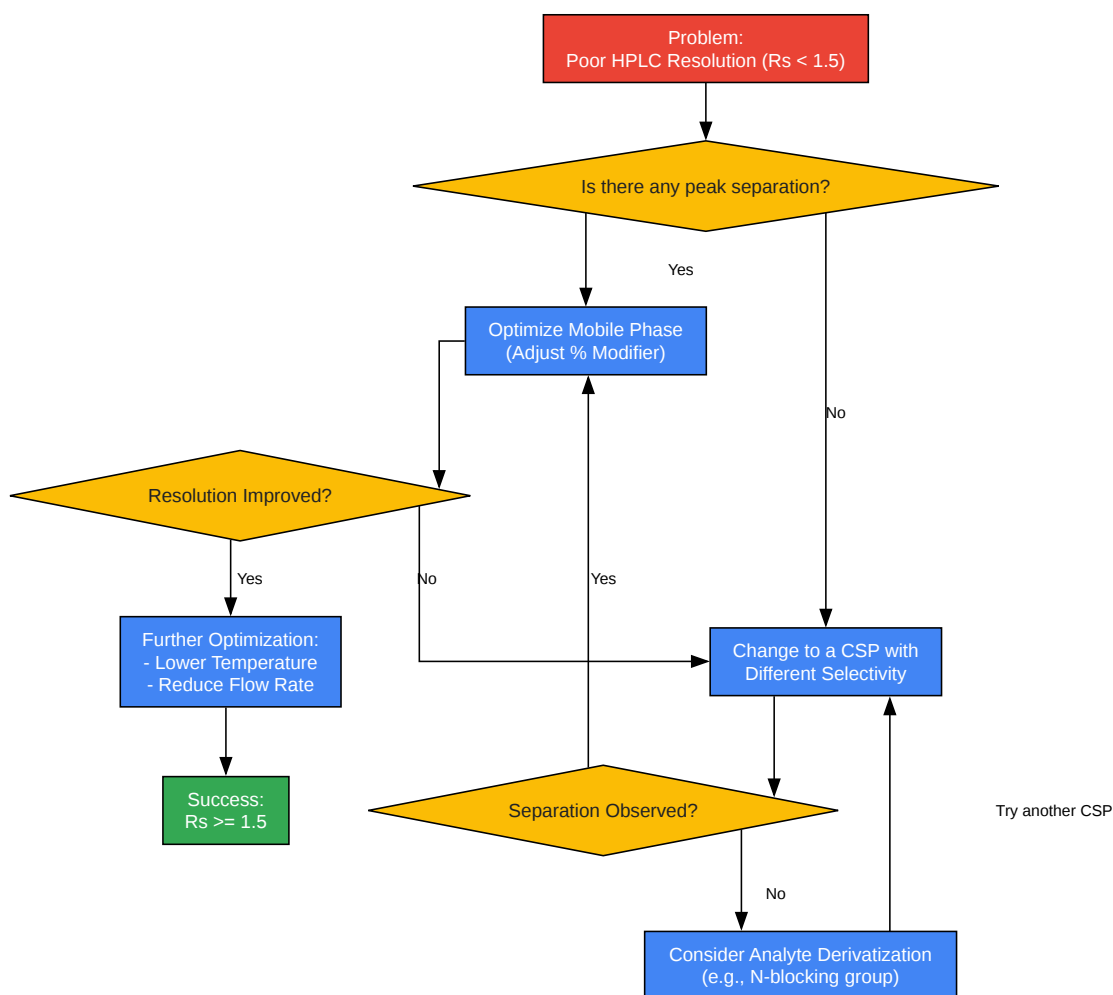 Problem:
Poor HPLC Resolution (Rs < 1.5)
Is there any peak separation?
Yes
Optimize Mobile Phase
(Adjust % Modifier)
No
Resolution Improved?
Yes
No
Yes
Further Optimization:
- Lower Temperature
- Reduce Flow Rate
Change to a CSP with
Different Selectivity
Success:
Rs >= 1.5
Separation Observed?
Try another CSP
No
Consider Analyte Derivatization
(e.g., N-blocking group)